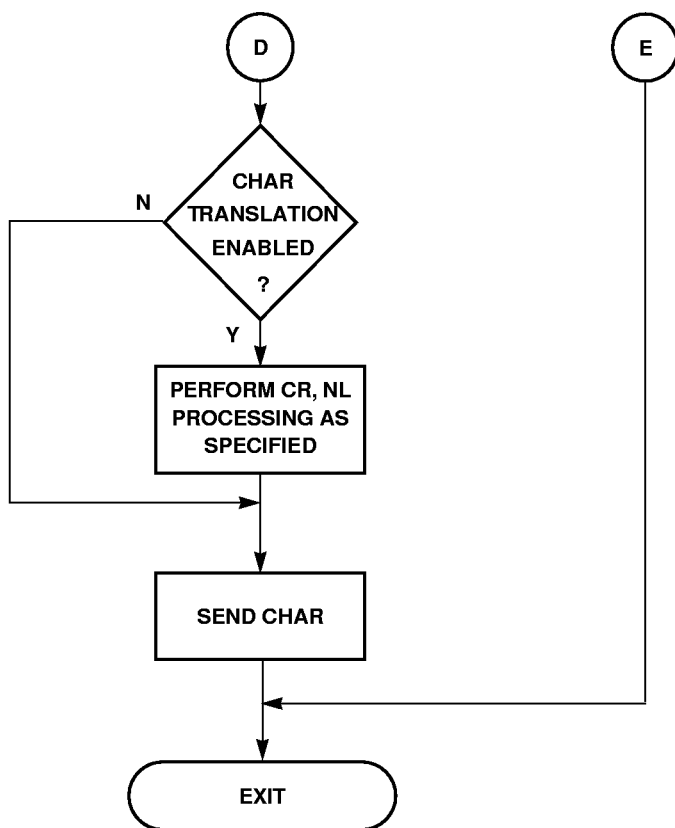 D
E
CHAR
TRANSLATION
ENABLED
?
N
Y
PERFORM CR, NL
PROCESSING AS
SPECIFIED
SEND CHAR
EXIT